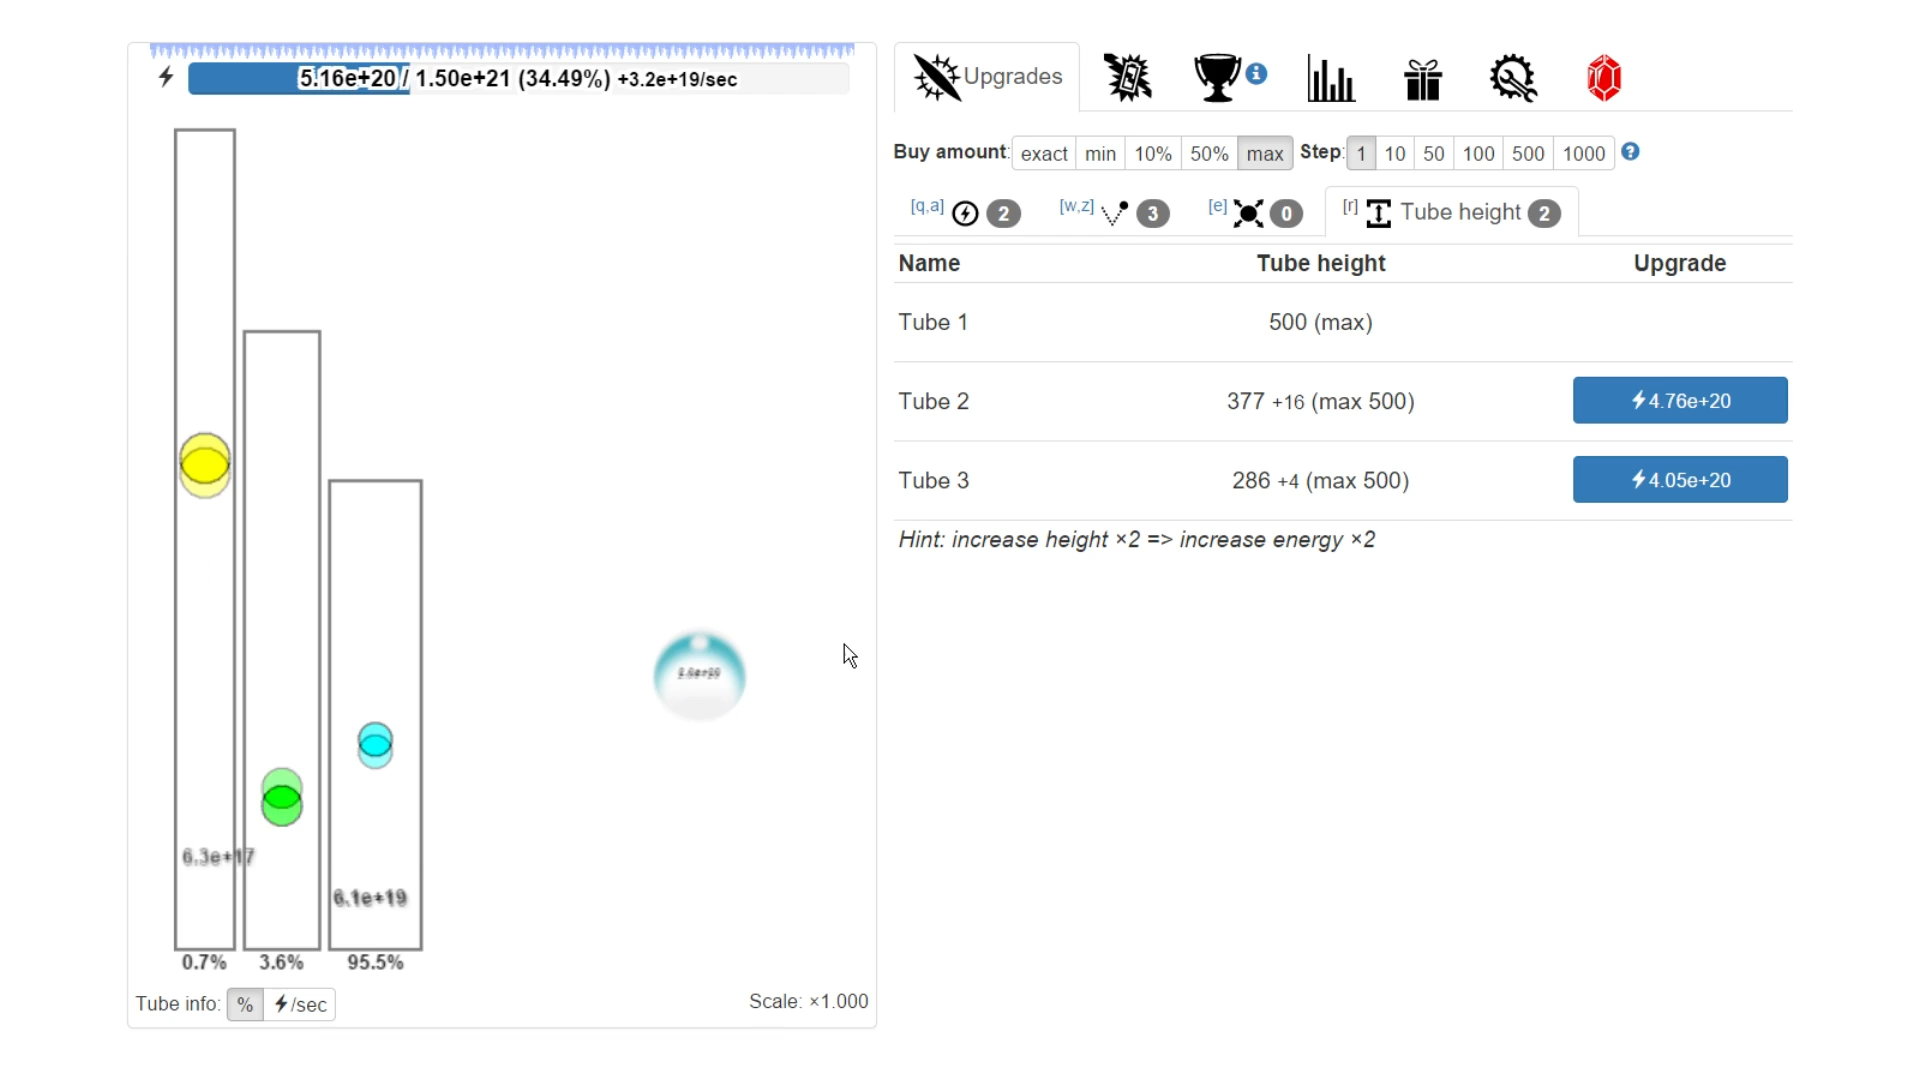 5.16e+20 / 1.50e+21 (34.49%) +3.2e+19/sec
6.3e+17
6.1e+19
0.7% 3.6% 95.5%
Tube info: % /sec
Scale: ×1.000
Upgrades
Buy amount: exact min 10% 50% max Step: 1 10 50 100 500 1000
[q,a] 2 [w,z] 3 [e] 0 [r] Tube height 2
Name Tube height Upgrade
Tube 1 500 (max)
Tube 2 377 +16 (max 500) 4.76e+20
Tube 3 286 +4 (max 500) 4.05e+20
Hint: increase height ×2 => increase energy ×2